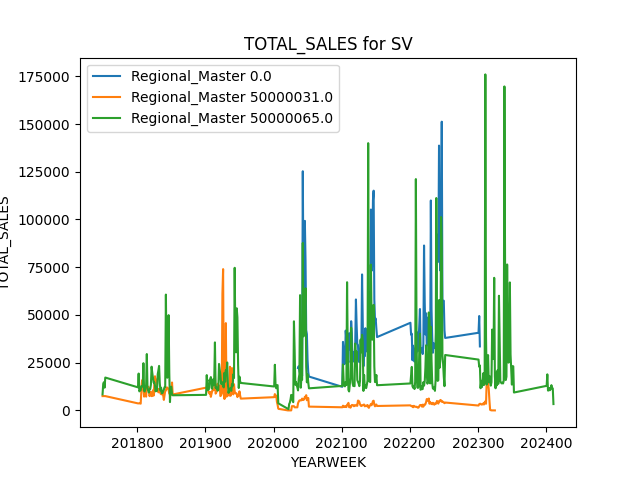 TOTAL_SALES for SV
Regional_Master 0.0
Regional_Master 50000031.0
Regional_Master 50000065.0
175000
150000
125000
100000
75000
50000
25000
0
TOTAL_SALES
201800
201900
202000
202100
202200
202300
202400
YEARWEEK